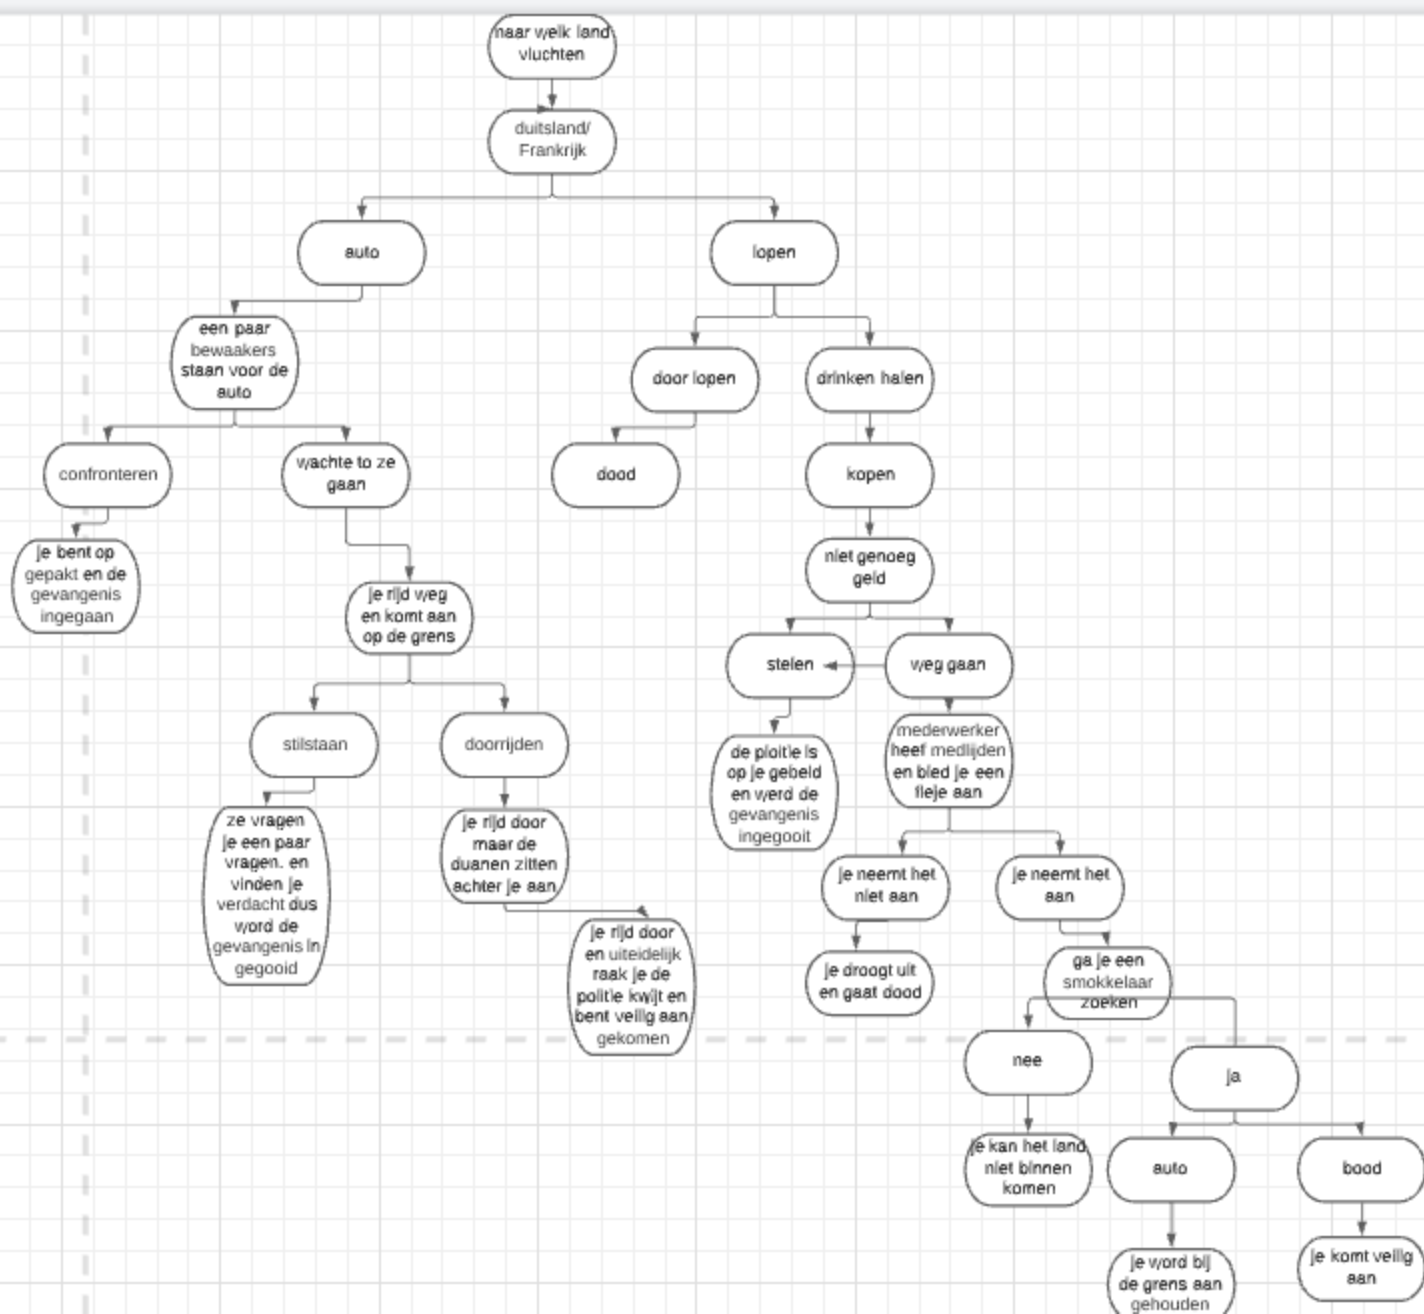 naar welk land
vluchten
duitsland/
Frankrijk
auto
lopen
een paar
bewaakers
staan voor de
auto
door lopen
drinken halen
confronteren
wachte to ze
gaan
dood
kopen
je bent op
gepakt en de
gevangenis
ingegaan
niet genoeg
geld
je rijd weg
en komt aan
op de grens
stelen
weg gaan
stilstaan
doorrijden
de ploitie is
op je gebeld
en werd de
gevangenis
ingegooit
mederwerker
heef medlijden
en bied je een
fleje aan
ze vragen
je een paar
vragen. en
vinden je
verdacht dus
word de
gevangenis in
gegooid
je rijd door
maar de
duanen zitten
achter je aan
je neemt het
niet aan
je neemt het
aan
je rijd door
en uiteidelijk
raak je de
politie kwijt en
bent veilig aan
gekomen
je droogt uit
en gaat dood
ga je een
smokkelaar
zoeken
nee
ja
je kan het land
niet binnen
komen
auto
bood
je word bij
de grens aan
gehouden
je komt veilig
aan